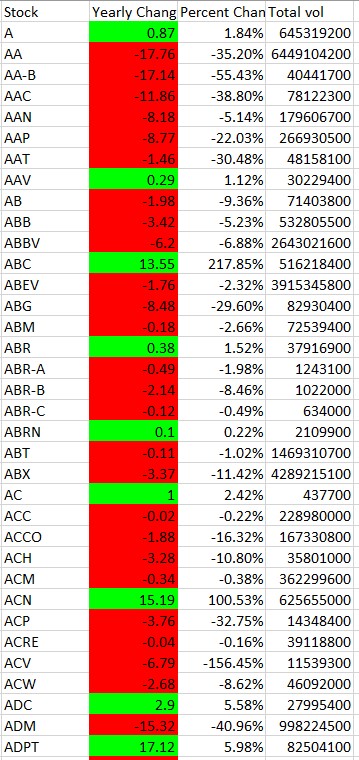 Stock Yearly Chang Percent Chan Total vol
A 0.87 1.84% 645319200
AA -17.76 -35.20% 6449104200
AA-B -17.14 -55.43% 40441700
AAC -11.86 -38.80% 78122300
AAN -8.18 -5.14% 179606700
AAP -8.77 -22.03% 266930500
AAT -1.46 -30.48% 48158100
AAV 0.29 1.12% 30229400
AB -1.98 -9.36% 71403800
ABB -3.42 -5.23% 532805500
ABBV -6.2 -6.88% 2643021600
ABC 13.55 217.85% 516218400
ABEV -1.76 -2.32% 3915345800
ABG -8.48 -29.60% 82930400
ABM -0.18 -2.66% 72539400
ABR 0.38 1.52% 37916900
ABR-A -0.49 -1.98% 1243100
ABR-B -2.14 -8.46% 1022000
ABR-C -0.12 -0.49% 634000
ABRN 0.1 0.22% 2109900
ABT -0.11 -1.02% 1469310700
ABX -3.37 -11.42% 4289215100
AC 1 2.42% 437700
ACC -0.02 -0.22% 228980000
ACCO -1.88 -16.32% 167330800
ACH -3.28 -10.80% 35801000
ACM -0.34 -0.38% 362299600
ACN 15.19 100.53% 625655000
ACP -3.76 -32.75% 14348400
ACRE -0.04 -0.16% 39118800
ACV -6.79 -156.45% 11539300
ACW -2.68 -8.62% 46092000
ADC 2.9 5.58% 27995400
ADM -15.32 -40.96% 998224500
ADPT 17.12 5.98% 82504100